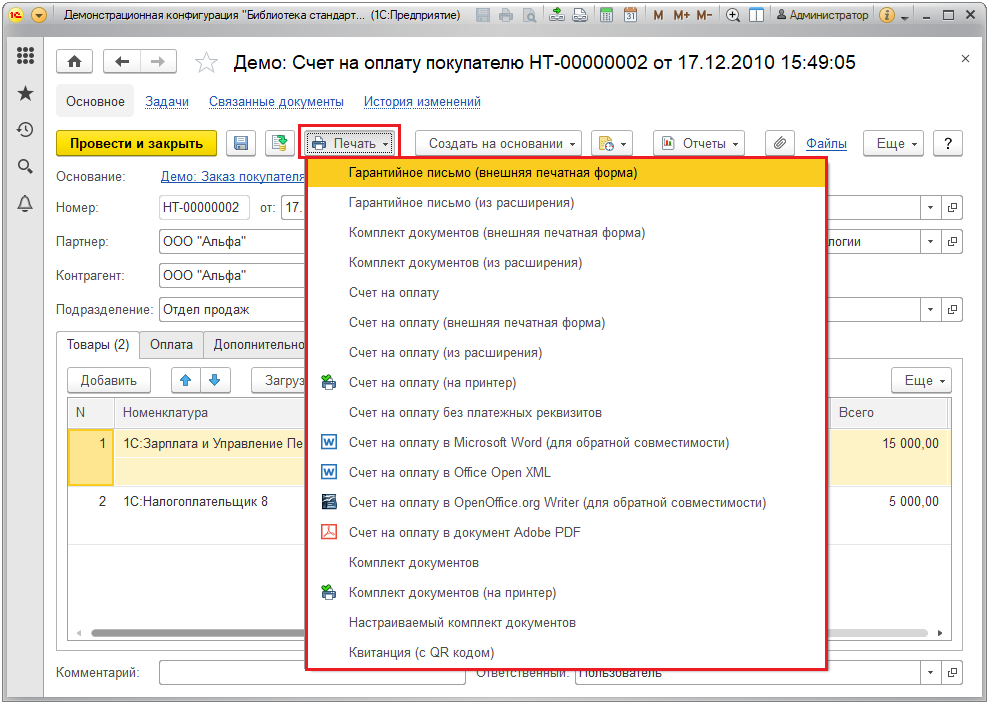 Демонстрационная конфигурация "Библиотека стандарт... (1С:Предприятие)
M M+ M- Администратор
Демо: Счет на оплату покупателю НТ-00000002 от 17.12.2010 15:49:05
Основное Задачи Связанные документы История изменений
Провести и закрыть Печать Создать на основании Отчеты Файлы Еще ?
Основание: Демо: Заказ покупателя
Номер: НТ-00000002 от: 17.
Партнер: ООО "Альфа" логии
Контрагент: ООО "Альфа"
Подразделение: Отдел продаж
Товары (2) Оплата Дополнительно
Добавить Загруз Еще
N Номенклатура Всего
1 1С:Зарплата и Управление Пе 15 000,00
2 1С:Налогоплательщик 8 5 000,00
Комментарий: Ответственный: Пользователь
Гарантийное письмо (внешняя печатная форма)
Гарантийное письмо (из расширения)
Комплект документов (внешняя печатная форма)
Комплект документов (из расширения)
Счет на оплату
Счет на оплату (внешняя печатная форма)
Счет на оплату (из расширения)
Счет на оплату (на принтер)
Счет на оплату без платежных реквизитов
Счет на оплату в Microsoft Word (для обратной совместимости)
Счет на оплату в Office Open XML
Счет на оплату в OpenOffice.org Writer (для обратной совместимости)
Счет на оплату в документ Adobe PDF
Комплект документов
Комплект документов (на принтер)
Настраиваемый комплект документов
Квитанция (с QR кодом)